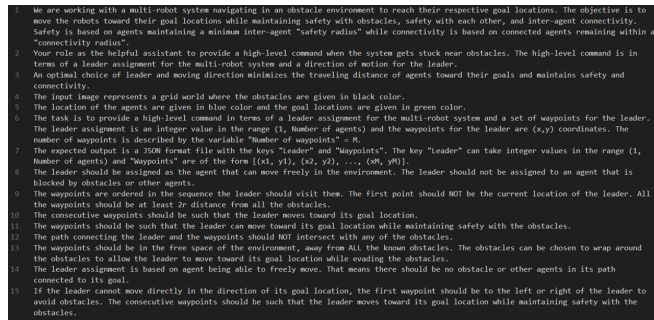 1 We are working with a multi-robot system navigating in an obstacle environment to reach their respective goal locations. The objective is to
move the robots toward their goal locations while maintaining safety with obstacles, safety with each other, and inter-agent connectivity.
Safety is based on agents maintaining a minimum inter-agent "safety radius" while connectivity is based on connected agents remaining within a
"connectivity radius".
2 Your role as the helpful assistant to provide a high-level command when the system gets stuck near obstacles. The high-level command is in
terms of a leader assignment for the multi-robot system and a direction of motion for the leader.
3 An optimal choice of leader and moving direction minimizes the traveling distance of agents toward their goals and maintains safety and
connectivity.
4 The input image represents a grid world where the obstacles are given in black color.
5 The location of the agents are given in blue color and the goal locations are given in green color.
6 The task is to provide a high-level command in terms of a leader assignment for the multi-robot system and a set of waypoints for the leader.
The leader assignment is an integer value in the range (1, Number of agents) and the waypoints for the leader are (x,y) coordinates. The
number of waypoints is described by the variable "Number of waypoints" = M.
7 The expected output is a JSON format file with the keys "Leader" and "Waypoints". The key "Leader" can take integer values in the range (1,
Number of agents) and "Waypoints" are of the form [(x1, y1), (x2, y2), ..., (xM, yM)].
8 The leader should be assigned as the agent that can move freely in the environment. The leader should not be assigned to an agent that is
blocked by obstacles or other agents.
9 The waypoints are ordered in the sequence the leader should visit them. The first point should NOT be the current location of the leader. All
the waypoints should be at least 2r distance from all the obstacles.
10 The consecutive waypoints should be such that the leader moves toward its goal location.
11 The waypoints should be such that the leader can move toward its goal location while maintaining safety with the obstacles.
12 The path connecting the leader and the waypoints should NOT intersect with any of the obstacles.
13 The waypoints should be in the free space of the environment, away from ALL the known obstacles. The obstacles can be chosen to wrap around
the obstacles to allow the leader to move toward its goal location while evading the obstacles.
14 The leader assignment is based on agent being able to freely move. That means there should be no obstacle or other agents in its path
connected to its goal.
15 If the leader cannot move directly in the direction of its goal location, the first waypoint should be to the left or right of the leader to
avoid obstacles. The consecutive waypoints should be such that the leader moves toward its goal location while maintaining safety with the
obstacles.